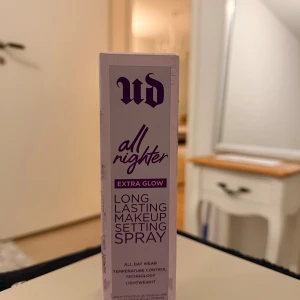 UD
all
nighter
EXTRA GLOW
LONG
LASTING
MAKEUP
SETTING
SPRAY
ALL DAY WEAR
TEMPERATURE CONTROL
TECHNOLOGY
LIGHTWEIGHT